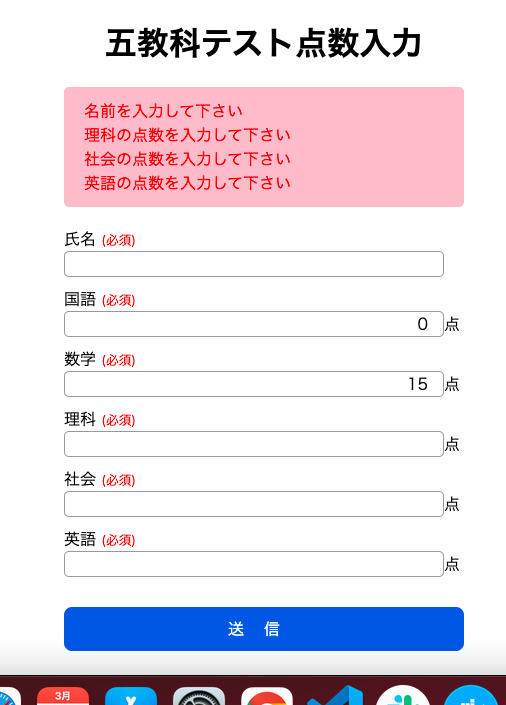 五教科テスト点数入力
名前を入力して下さい
理科の点数を入力して下さい
社会の点数を入力して下さい
英語の点数を入力して下さい
氏名 (必須)
国語 (必須)
0 点
数学 (必須)
15 点
理科 (必須)
点
社会 (必須)
点
英語 (必須)
点
送 信
3月